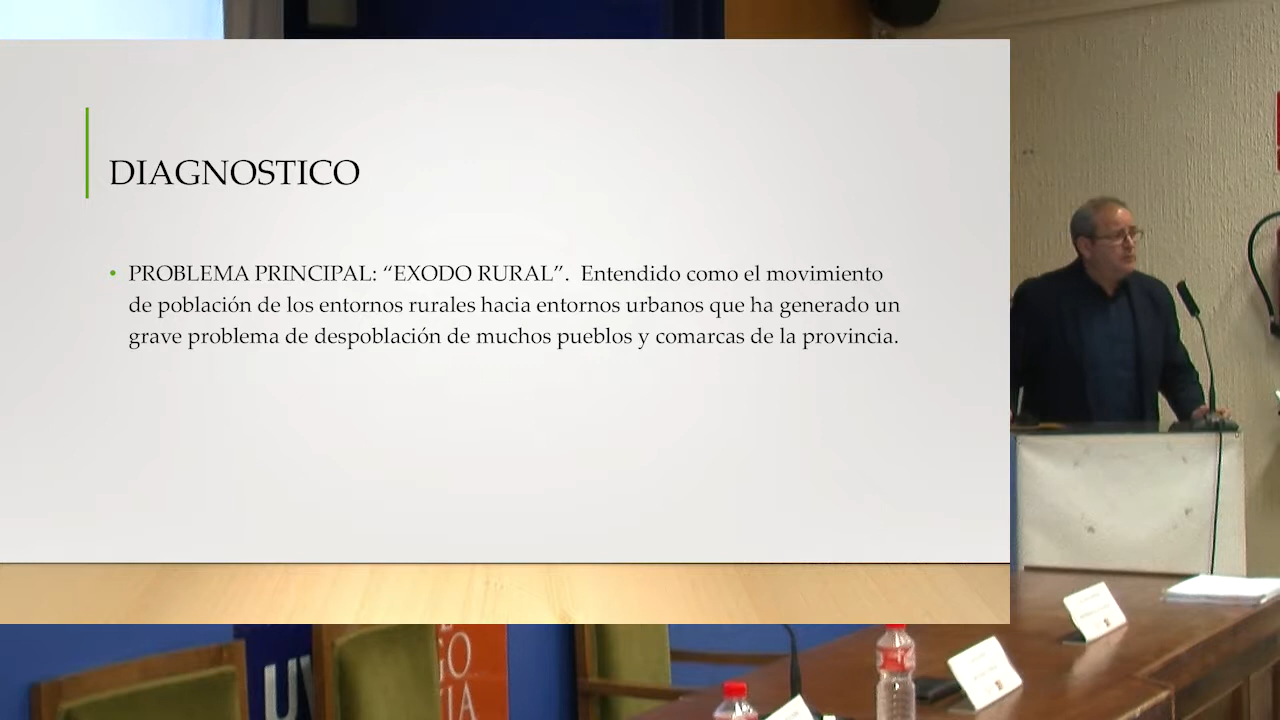 DIAGNOSTICO
• PROBLEMA PRINCIPAL: “EXODO RURAL”. Entendido como el movimiento
de población de los entornos rurales hacia entornos urbanos que ha generado un
grave problema de despoblación de muchos pueblos y comarcas de la provincia.